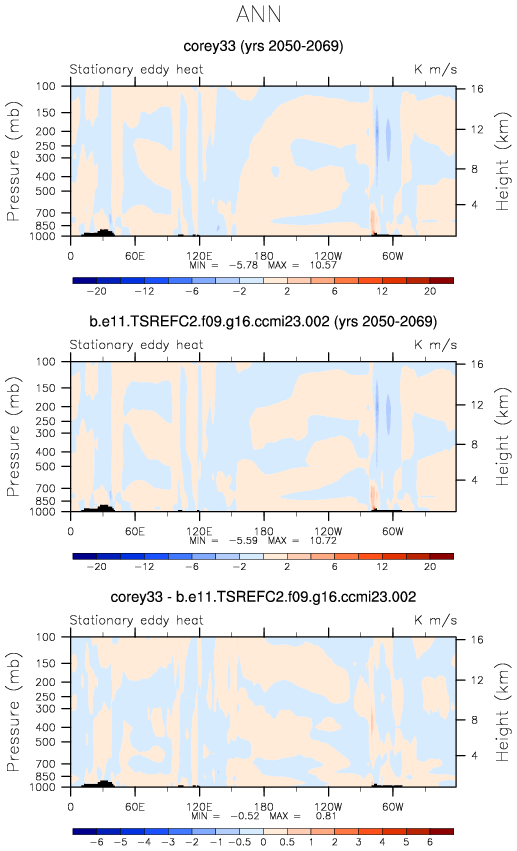 ANN
corey33 (yrs 2050-2069)
Stationary eddy heat K m/s
Pressure (mb)
100
150
200
250
300
400
500
700
850
1000
16
12
8
4
Height (km)
0 60E 120E 180 120W 60W
MIN = -5.78 MAX = 10.57
-20 -12 -6 -2 2 6 12 20
b.e11.TSREFC2.f09.g16.ccmi23.002 (yrs 2050-2069)
Stationary eddy heat K m/s
Pressure (mb)
100
150
200
250
300
400
500
700
850
1000
16
12
8
4
Height (km)
0 60E 120E 180 120W 60W
MIN = -5.59 MAX = 10.72
-20 -12 -6 -2 2 6 12 20
corey33 - b.e11.TSREFC2.f09.g16.ccmi23.002
Stationary eddy heat K m/s
Pressure (mb)
100
150
200
250
300
400
500
700
850
1000
16
12
8
4
Height (km)
0 60E 120E 180 120W 60W
MIN = -0.52 MAX = 0.81
-6 -5 -4 -3 -2 -1 -0.5 0 0.5 1 2 3 4 5 6